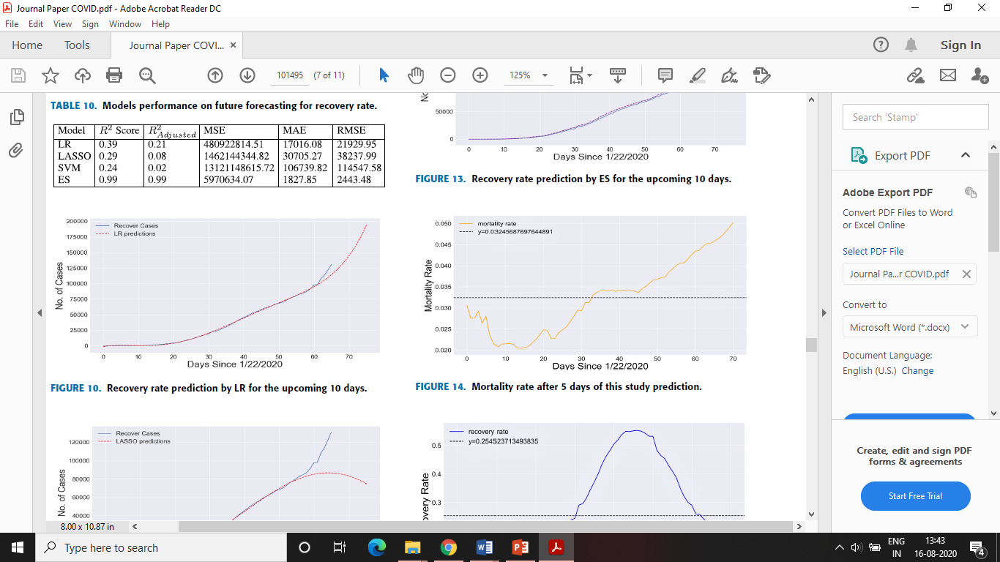 Journal Paper COVID.pdf - Adobe Acrobat Reader DC
File Edit View Sign Window Help
Home Tools Journal Paper COVI... ×
Sign In
101495 (7 of 11) 125%
TABLE 10. Models performance on future forecasting for recovery rate.
Model R² Score R²Adjusted MSE MAE RMSE
LR 0.39 0.21 480922814.51 17016.08 21929.95
LASSO 0.29 0.08 1462144344.82 30705.27 38237.99
SVM 0.24 0.02 13121148615.72 106739.82 114547.58
ES 0.99 0.99 5970634.07 1827.85 2443.48
200000
175000
150000
125000
100000
75000
50000
25000
0
No. of Cases
Recover Cases
LR predictions
0 10 20 30 40 50 60 70
Days Since 1/22/2020
FIGURE 10. Recovery rate prediction by LR for the upcoming 10 days.
120000
100000
80000
60000
40000
No. of Cases
Recover Cases
LASSO predictions
No
50000
0
0 10 20 30 40 50 60 70
Days Since 1/22/2020
FIGURE 13. Recovery rate prediction by ES for the upcoming 10 days.
0.050
0.045
0.040
0.035
0.030
0.025
0.020
Mortality Rate
mortality rate
y=0.03245687697644891
0 10 20 30 40 50 60 70
Days Since 1/22/2020
FIGURE 14. Mortality rate after 5 days of this study prediction.
0.5
0.4
0.3
overy Rate
recovery rate
y=0.254523713493835
8.00 x 10.87 in
Search 'Stamp'
Export PDF
Adobe Export PDF
Convert PDF Files to Word
or Excel Online
Select PDF File
Journal Pa...r COVID.pdf
Convert to
Microsoft Word (*.docx)
Document Language:
English (U.S.) Change
Create, edit and sign PDF
forms & agreements
Start Free Trial
Type here to search
ENG
IN
13:43
16-08-2020
4